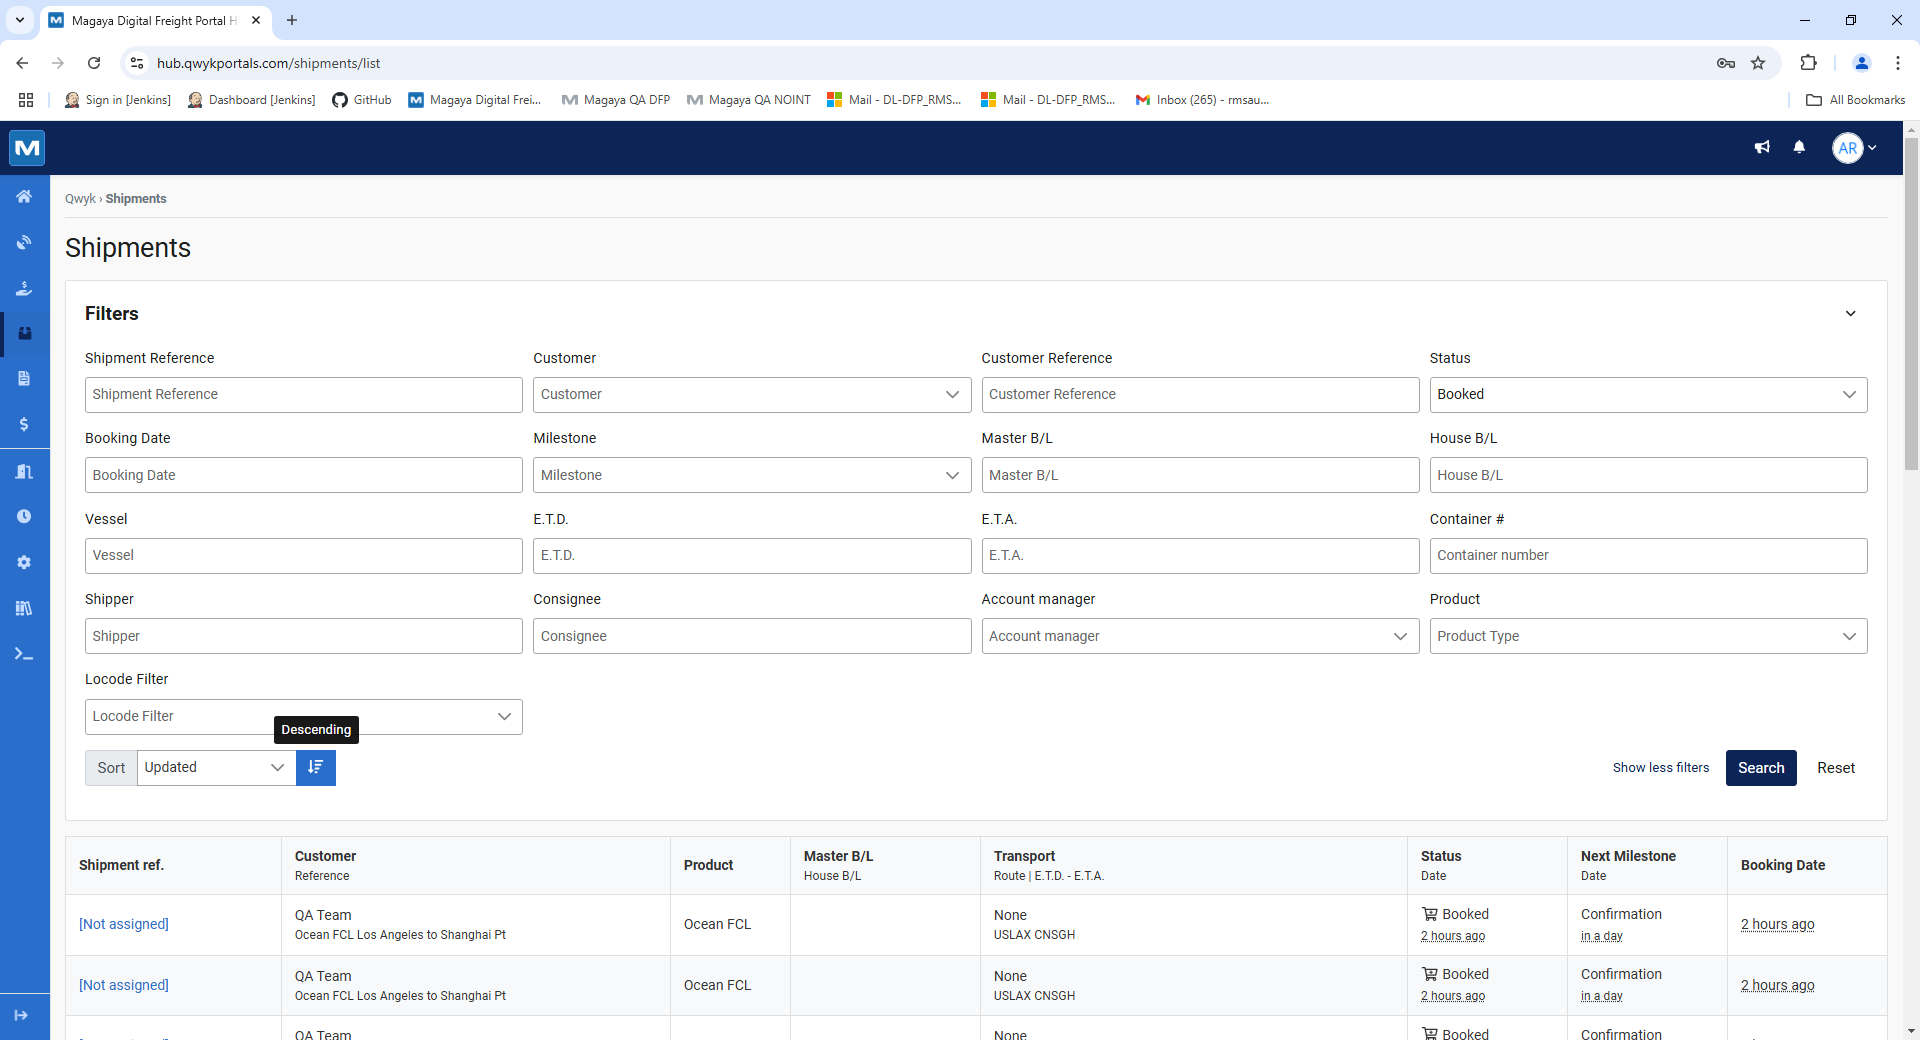 Magaya Digital Freight Portal H
hub.qwykportals.com/shipments/list
Sign in [Jenkins]
Dashboard [Jenkins]
GitHub
Magaya Digital Frei...
Magaya QA DFP
Magaya QA NOINT
Mail - DL-DFP_RMS...
Mail - DL-DFP_RMS...
Inbox (265) - rmsau...
All Bookmarks
M
AR
Qwyk › Shipments
Shipments
Filters
Shipment Reference
Customer
Customer Reference
Status
Shipment Reference
Customer
Customer Reference
Booked
Booking Date
Milestone
Master B/L
House B/L
Booking Date
Milestone
Master B/L
House B/L
Vessel
E.T.D.
E.T.A.
Container #
Vessel
E.T.D.
E.T.A.
Container number
Shipper
Consignee
Account manager
Product
Shipper
Consignee
Account manager
Product Type
Locode Filter
Locode Filter
Descending
Sort
Updated
Show less filters
Search
Reset
Shipment ref.
Customer
Reference
Product
Master B/L
House B/L
Transport
Route | E.T.D. - E.T.A.
Status
Date
Next Milestone
Date
Booking Date
[Not assigned]
QA Team
Ocean FCL Los Angeles to Shanghai Pt
Ocean FCL
None
USLAX CNSGH
Booked
2 hours ago
Confirmation
in a day
2 hours ago
[Not assigned]
QA Team
Ocean FCL Los Angeles to Shanghai Pt
Ocean FCL
None
USLAX CNSGH
Booked
2 hours ago
Confirmation
in a day
2 hours ago
QA Team
None
Booked
Confirmation